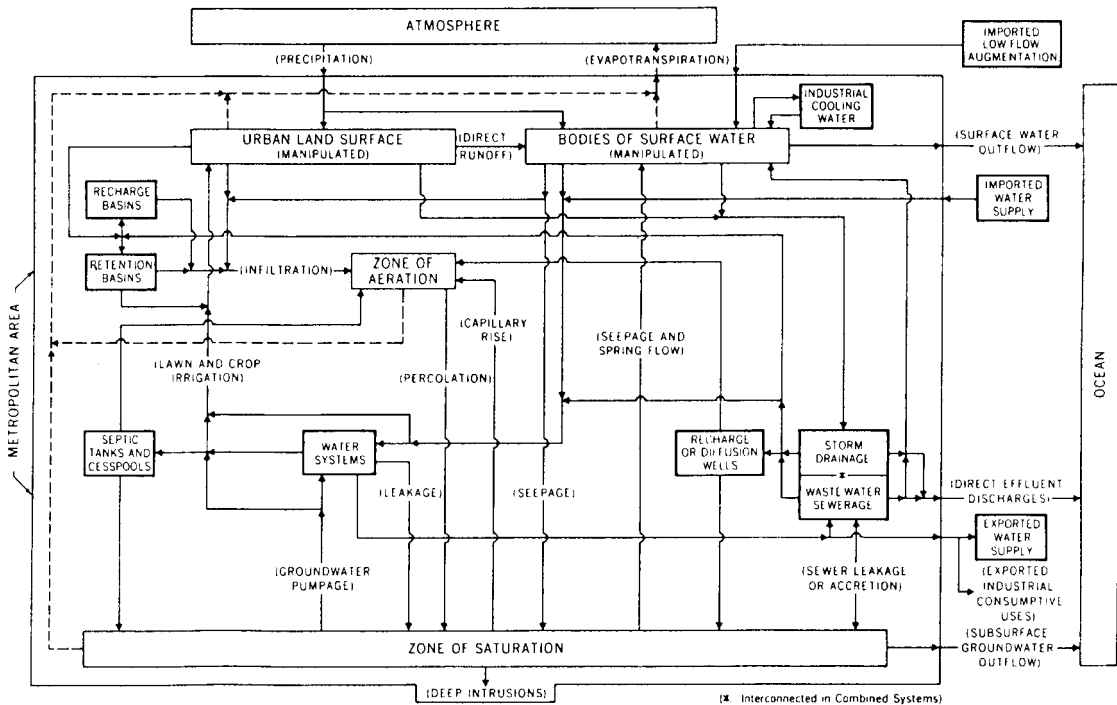 ATMOSPHERE
(PRECIPITATION)
(EVAPOTRANSPIRATION)
IMPORTED
LOW FLOW
AUGMENTATION
INDUSTRIAL
COOLING
WATER
URBAN LAND SURFACE
(MANIPULATED)
(DIRECT
RUNOFF)
BODIES OF SURFACE WATER
(MANIPULATED)
(SURFACE WATER
OUTFLOW)
RECHARGE
BASINS
IMPORTED
WATER
SUPPLY
RETENTION
BASINS
(INFILTRATION)
ZONE OF
AERATION
METROPOLITAN AREA
(CAPILLARY
RISE)
(SEEPAGE AND
SPRING FLOW)
(LAWN AND CROP
IRRIGATION)
(PERCOLATION)
OCEAN
SEPTIC
TANKS AND
CESSPOOLS
WATER
SYSTEMS
RECHARGE
OR DIFFUSION
WELLS
STORM
DRAINAGE
*
WASTE WATER
SEWERAGE
(LEAKAGE)
(SEEPAGE)
(DIRECT EFFLUENT
DISCHARGES)
EXPORTED
WATER
SUPPLY
(GROUNDWATER
PUMPAGE)
(SEWER LEAKAGE
OR ACCRETION)
(EXPORTED
INDUSTRIAL
CONSUMPTIVE
USES)
ZONE OF SATURATION
(SUBSURFACE
GROUNDWATER
OUTFLOW)
(DEEP INTRUSIONS)
(* Interconnected in Combined Systems)